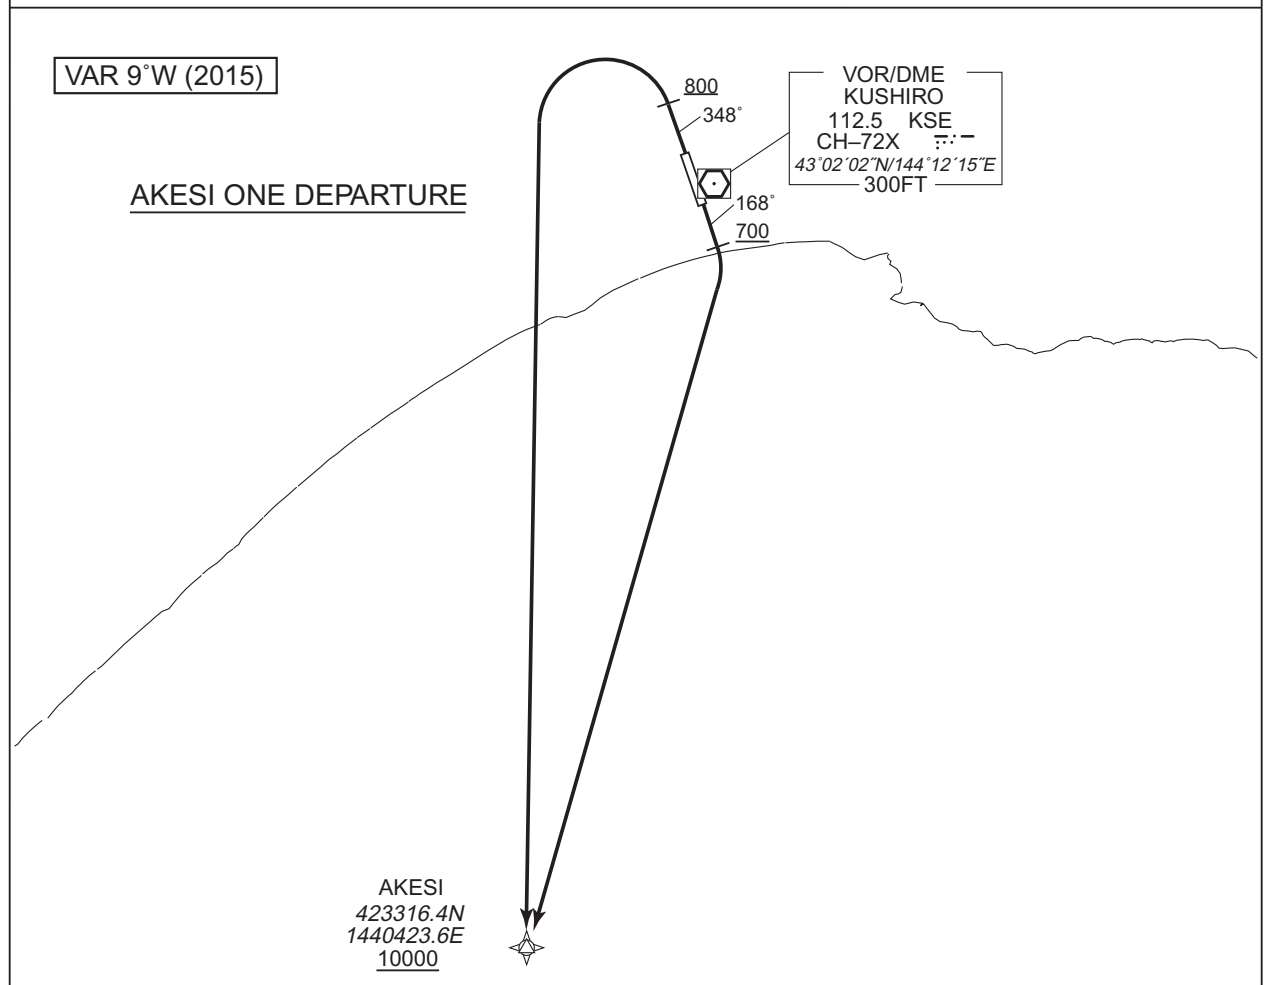 VAR 9˚W (2015)
AKESI ONE DEPARTURE
800
348˚
VOR/DME
KUSHIRO
112.5 KSE
CH–72X
43˚02´02˝N/144˚12´15˝E
300FT
168˚
700
AKESI
423316.4N
1440423.6E
10000